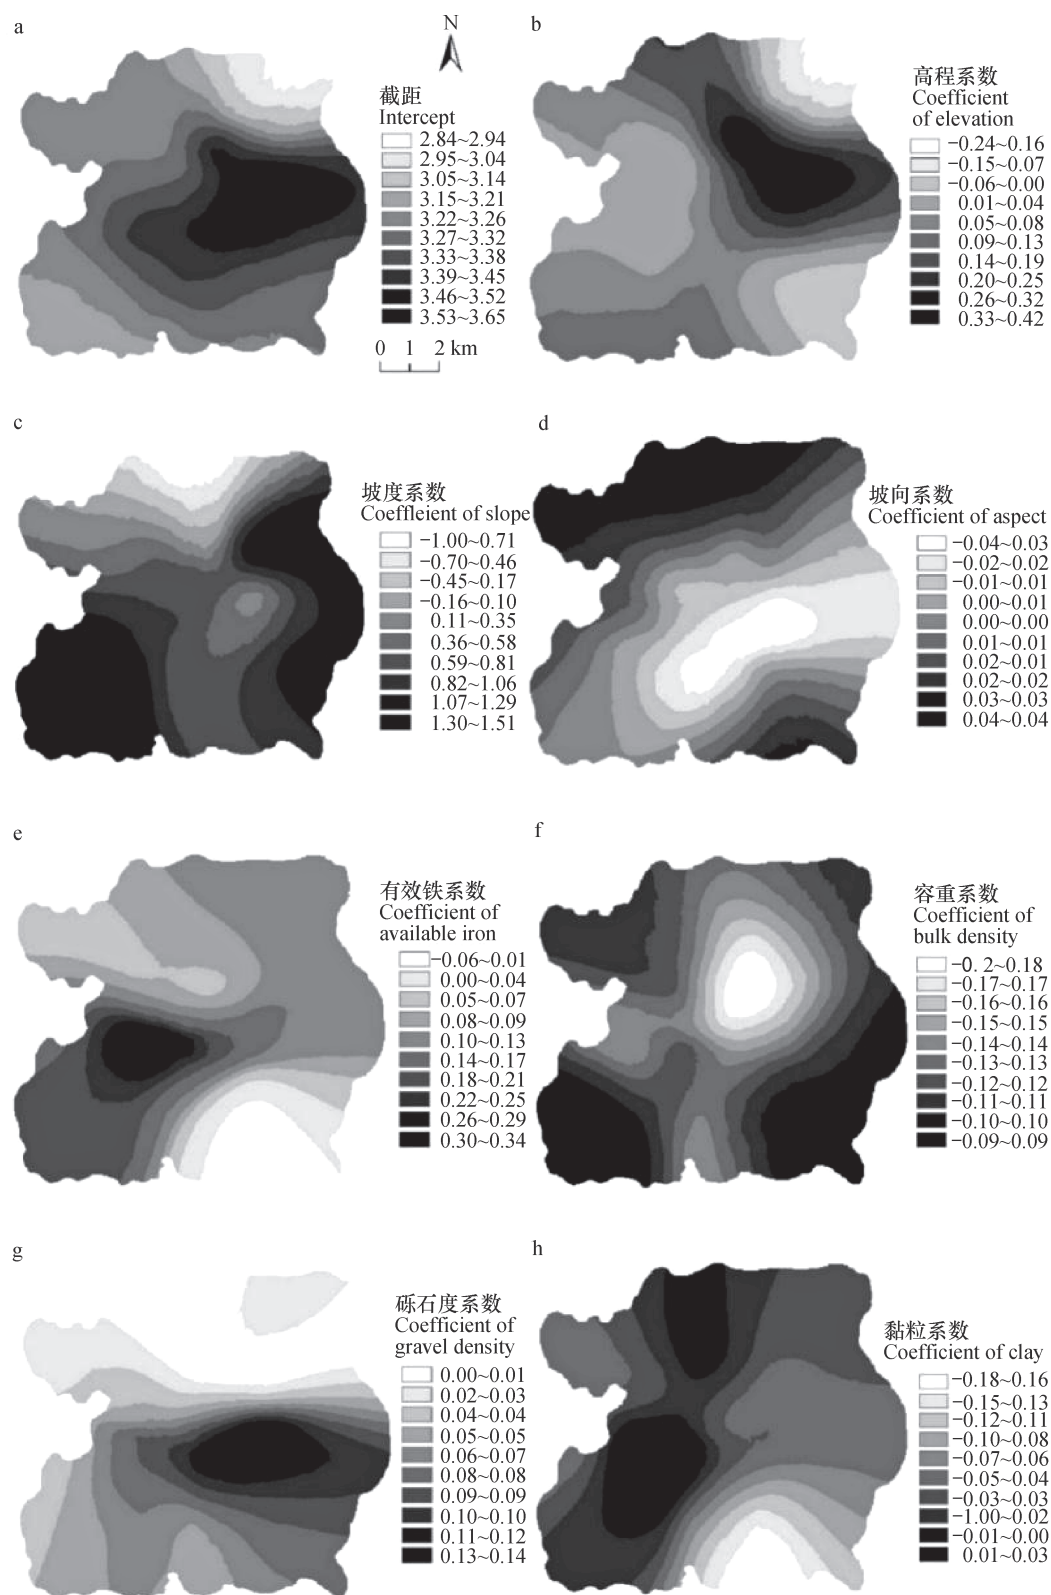 a
N
截距
Intercept
2.84~2.94
2.95~3.04
3.05~3.14
3.15~3.21
3.22~3.26
3.27~3.32
3.33~3.38
3.39~3.45
3.46~3.52
3.53~3.65
0 1 2 km
b
高程系数
Coefficient
of elevation
−0.24~0.16
−0.15~0.07
−0.06~0.00
0.01~0.04
0.05~0.08
0.09~0.13
0.14~0.19
0.20~0.25
0.26~0.32
0.33~0.42
c
坡度系数
Coeffleient of slope
−1.00~0.71
−0.70~0.46
−0.45~0.17
−0.16~0.10
0.11~0.35
0.36~0.58
0.59~0.81
0.82~1.06
1.07~1.29
1.30~1.51
d
坡向系数
Coefficient of aspect
−0.04~0.03
−0.02~0.02
−0.01~0.01
0.00~0.01
0.00~0.00
0.01~0.01
0.02~0.01
0.02~0.02
0.03~0.03
0.04~0.04
e
有效铁系数
Coefficient of
available iron
−0.06~0.01
0.00~0.04
0.05~0.07
0.08~0.09
0.10~0.13
0.14~0.17
0.18~0.21
0.22~0.25
0.26~0.29
0.30~0.34
f
容重系数
Coefficient of
bulk density
−0. 2~0.18
−0.17~0.17
−0.16~0.16
−0.15~0.15
−0.14~0.14
−0.13~0.13
−0.12~0.12
−0.11~0.11
−0.10~0.10
−0.09~0.09
g
砾石度系数
Coefficient of
gravel density
0.00~0.01
0.02~0.03
0.04~0.04
0.05~0.05
0.06~0.07
0.08~0.08
0.09~0.09
0.10~0.10
0.11~0.12
0.13~0.14
h
黏粒系数
Coefficient of clay
−0.18~0.16
−0.15~0.13
−0.12~0.11
−0.10~0.08
−0.07~0.06
−0.05~0.04
−0.03~0.03
−1.00~0.02
−0.01~0.00
0.01~0.03